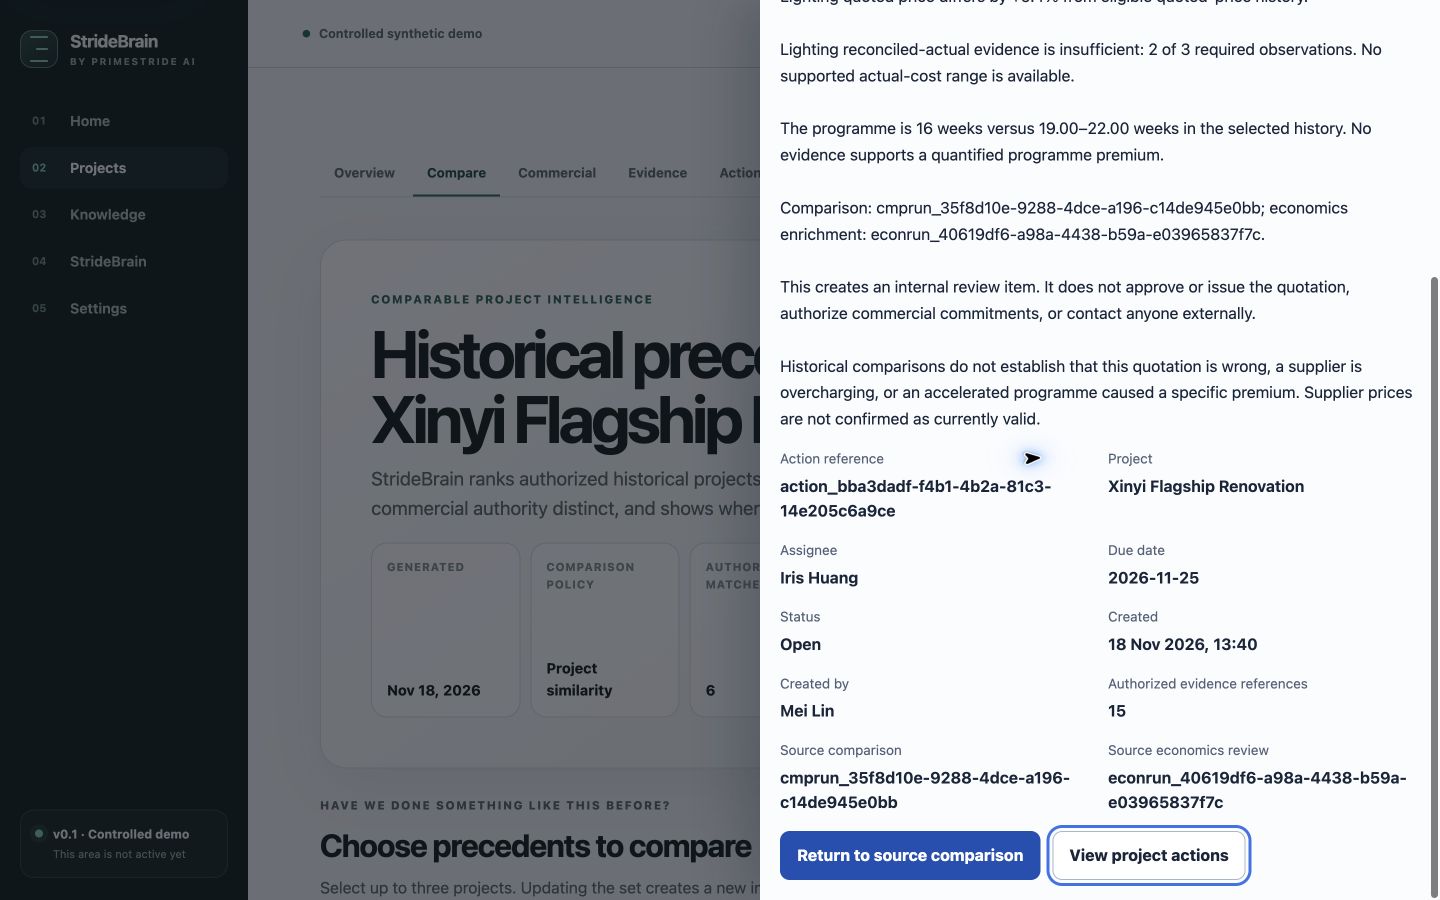 StrideBrain
BY PRIMESTRIDE AI
01 Home
02 Projects
03 Knowledge
04 StrideBrain
05 Settings
v0.1 · Controlled demo
This area is not active yet
Controlled synthetic demo
Overview Compare Commercial Evidence Action
COMPARABLE PROJECT INTELLIGENCE
Historical prec
Xinyi Flagship
StrideBrain ranks authorized historical projects
commercial authority distinct, and shows wher
GENERATED
Nov 18, 2026
COMPARISON
POLICY
Project
similarity
AUTHOR
MATCHE
6
HAVE WE DONE SOMETHING LIKE THIS BEFORE?
Choose precedents to compare
Select up to three projects. Updating the set creates a new i
Lighting reconciled-actual evidence is insufficient: 2 of 3 required observations. No
supported actual-cost range is available.
The programme is 16 weeks versus 19.00–22.00 weeks in the selected history. No
evidence supports a quantified programme premium.
Comparison: cmprun_35f8d10e-9288-4dce-a196-c14de945e0bb; economics
enrichment: econrun_40619df6-a98a-4438-b59a-e03965837f7c.
This creates an internal review item. It does not approve or issue the quotation,
authorize commercial commitments, or contact anyone externally.
Historical comparisons do not establish that this quotation is wrong, a supplier is
overcharging, or an accelerated programme caused a specific premium. Supplier prices
are not confirmed as currently valid.
Action reference
action_bba3dadf-f4b1-4b2a-81c3-
14e205c6a9ce
Project
Xinyi Flagship Renovation
Assignee
Iris Huang
Due date
2026-11-25
Status
Open
Created
18 Nov 2026, 13:40
Created by
Mei Lin
Authorized evidence references
15
Source comparison
cmprun_35f8d10e-9288-4dce-a196-
c14de945e0bb
Source economics review
econrun_40619df6-a98a-4438-b59a-
e03965837f7c
Return to source comparison
View project actions